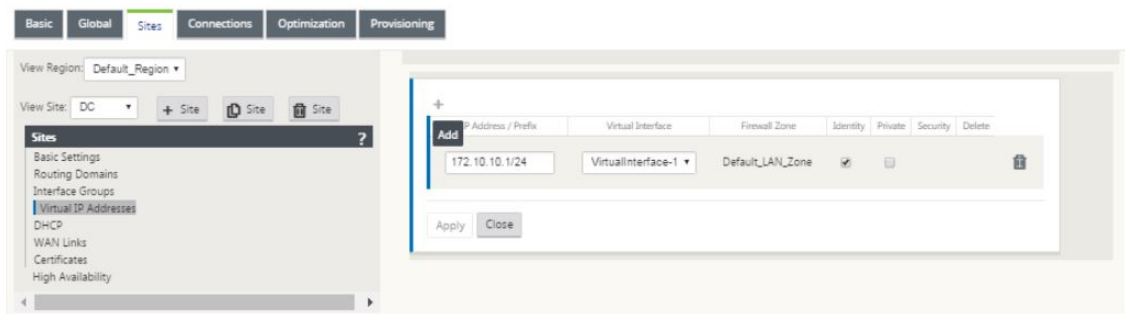 Basic Global Sites Connections Optimization Provisioning
View Region: Default_Region
View Site: DC + Site Site Site
Sites ?
Basic Settings
Routing Domains
Interface Groups
Virtual IP Addresses
DHCP
WAN Links
Certificates
High Availability
+
Add P Address / Prefix Virtual Interface Firewall Zone Identity Private Security Delete
172.10.10.1/24 VirtualInterface-1 Default_LAN_Zone
Apply Close